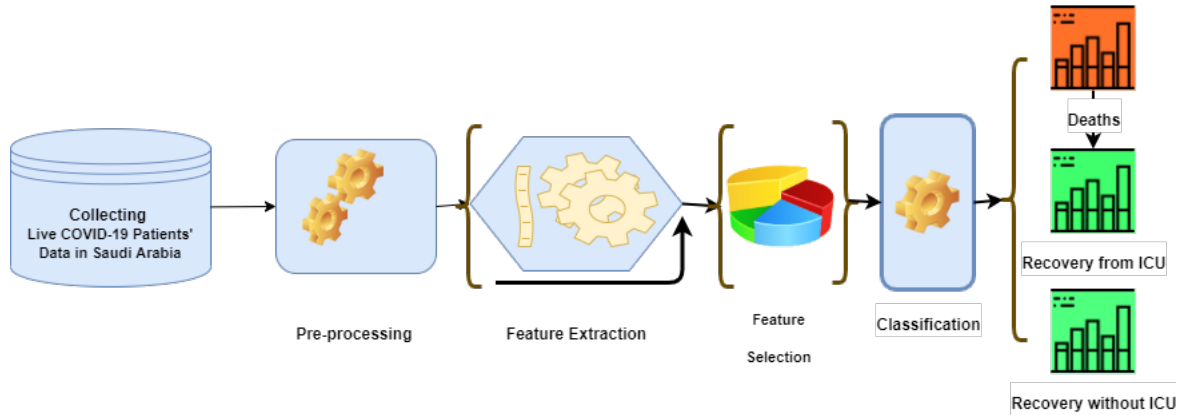 Collecting
Live COVID-19 Patients'
Data in Saudi Arabia
Pre-processing
Feature Extraction
Feature
Selection
Classification
Deaths
Recovery from ICU
Recovery without ICU